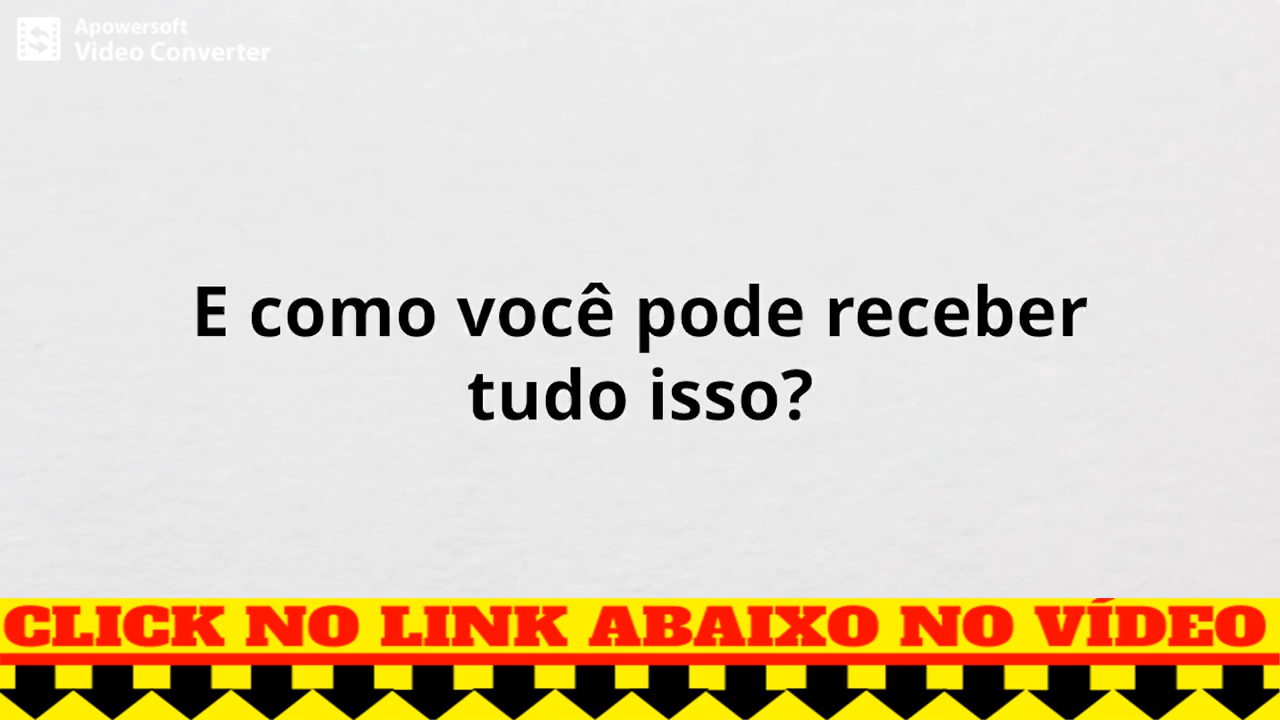 Apowersoft
Video Converter
E como você pode receber
tudo isso?
CLICK NO LINK ABAIXO NO VÍDEO